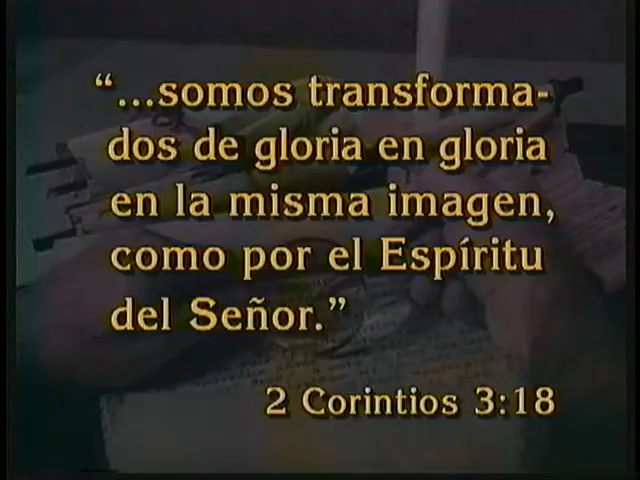 “...somos transforma-
dos de gloria en gloria
en la misma imagen,
como por el Espíritu
del Señor.”
2 Corintios 3:18